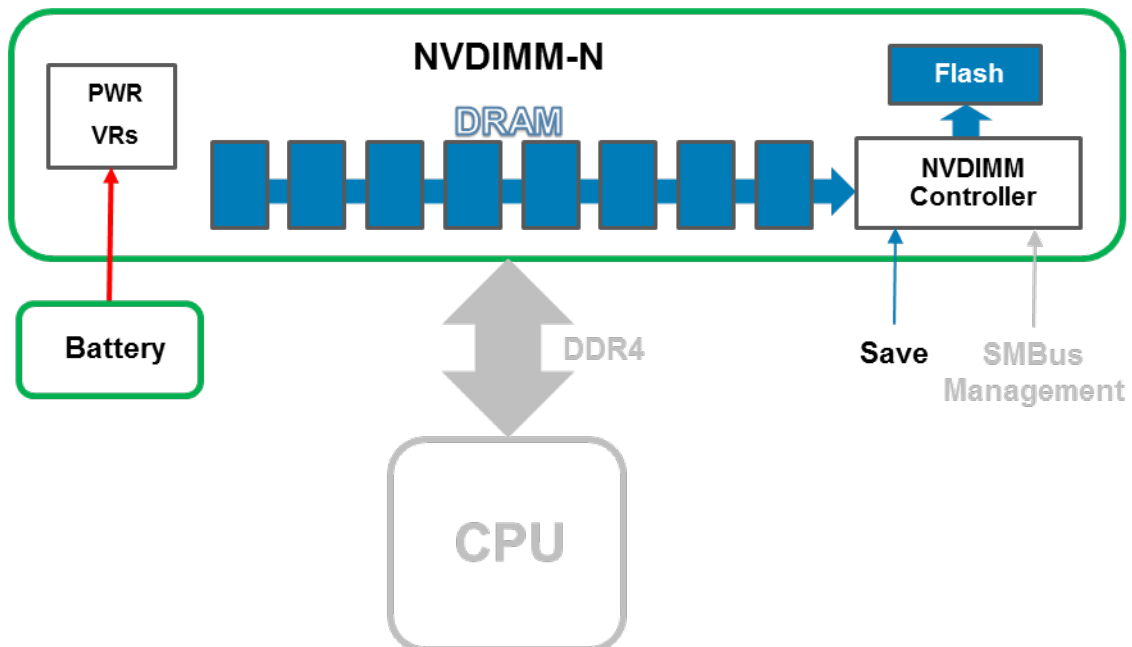 NVDIMM-N
PWR
VRs
DRAM
Flash
NVDIMM
Controller
Battery
DDR4
Save
SMBus
Management
CPU